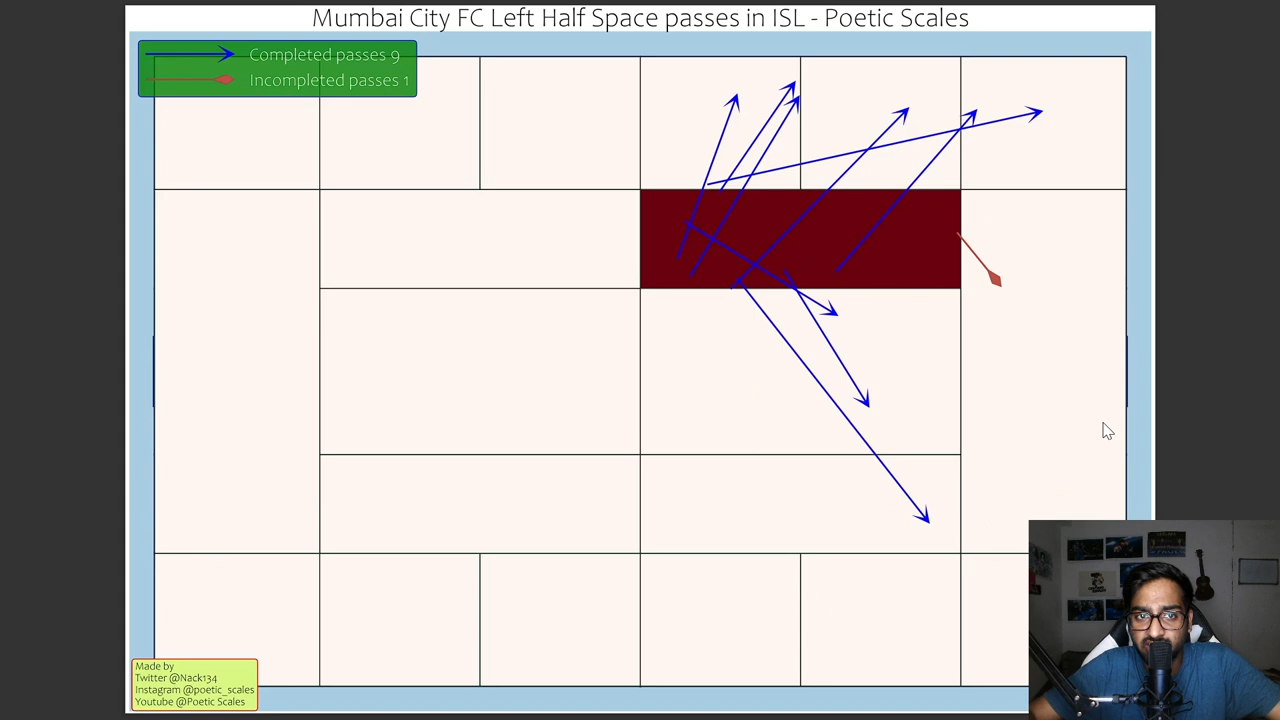 Mumbai City FC Left Half Space passes in ISL - Poetic Scales
Completed passes 9
Incompleted passes 1
Made by
Twitter @Nack134
Instagram @poetic_scales
Youtube @Poetic Scales